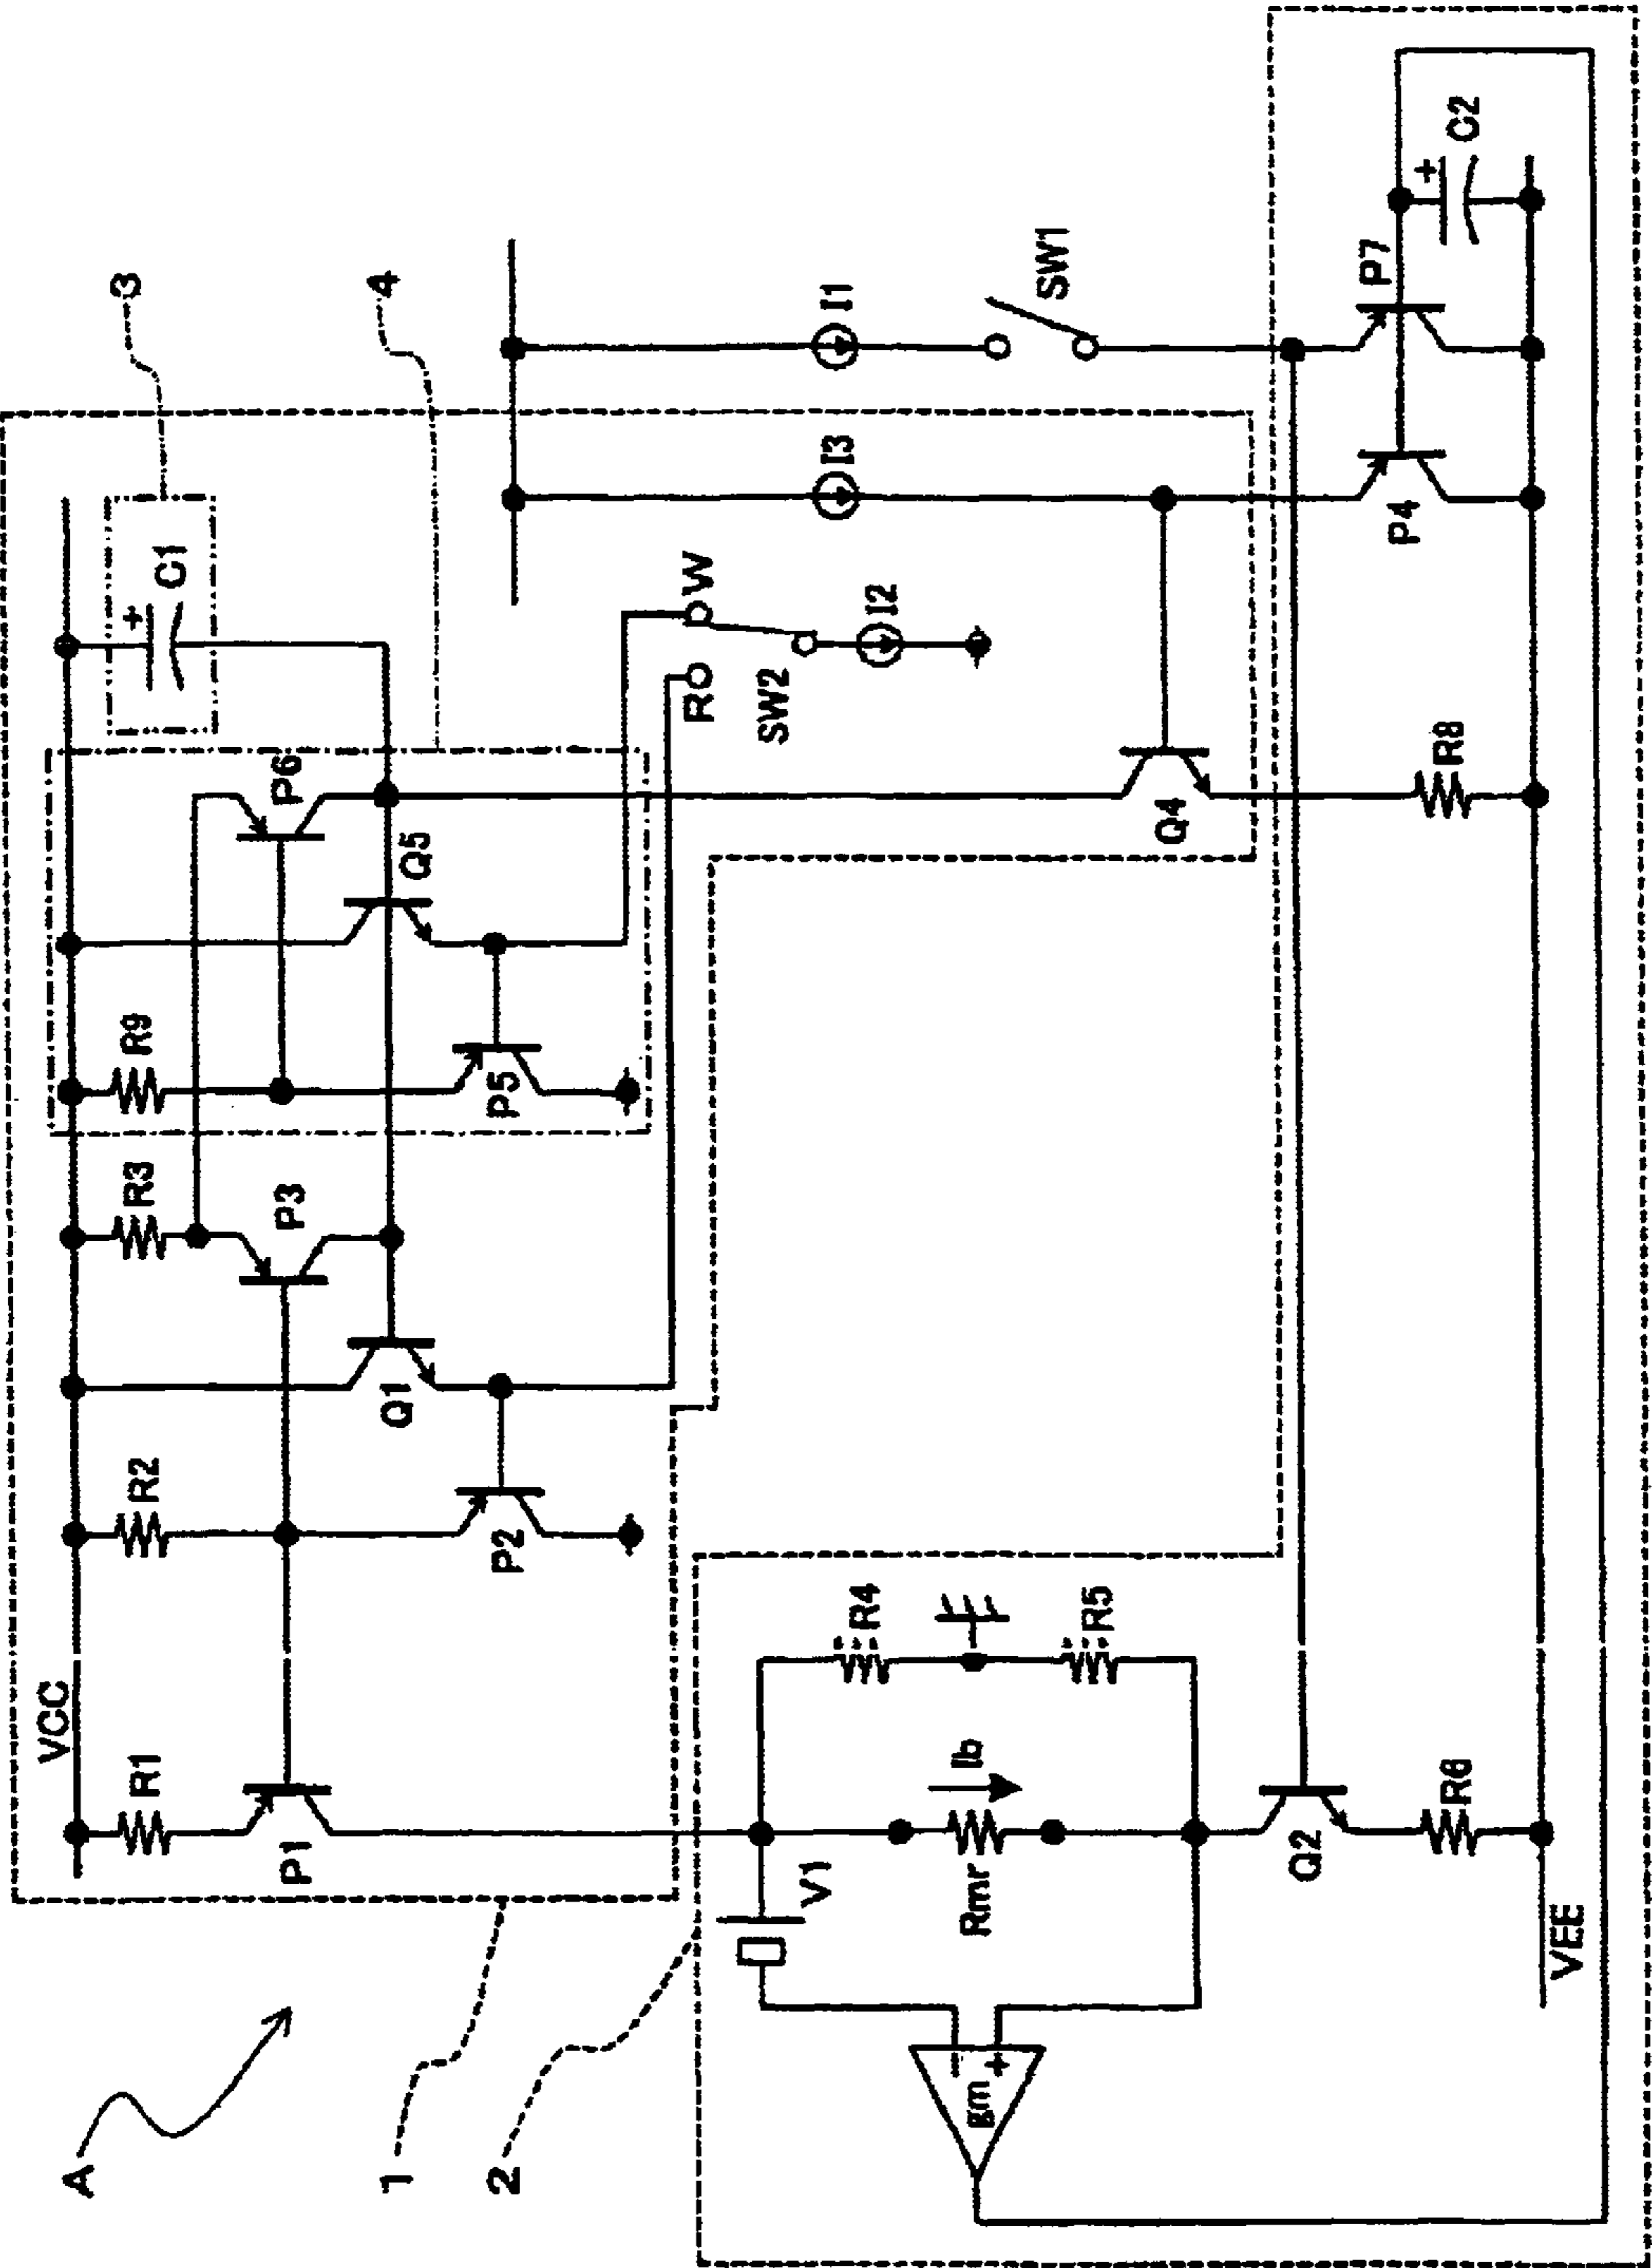 A
1
2
3
4
VCC
R1
P1
R2
P2
Q1
R3
P3
R9
P5
Q5
P6
C1
+
R
W
SW2
I2
I3
I1
SW1
Q4
R8
P4
P7
C2
+
V1
gm
−
+
Rmr
Ib
R4
R5
Q2
R6
VEE